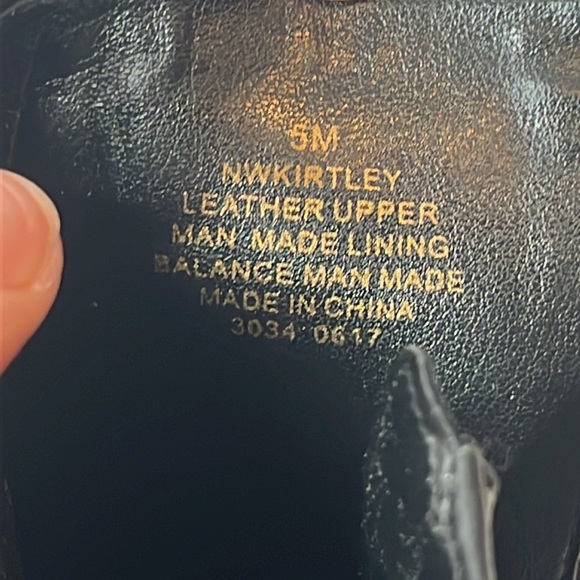 5M
NWKIRTLEY
LEATHER UPPER
MAN MADE LINING
BALANCE MAN MADE
MADE IN CHINA
3034 0617